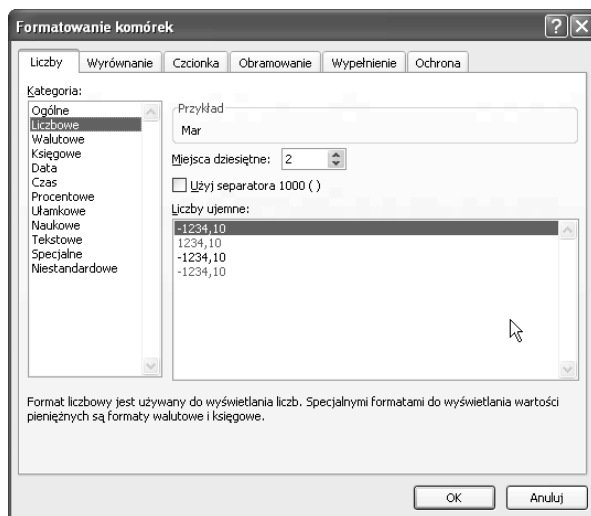 Formatowanie komórek
Liczby Wyrównanie Czcionka Obramowanie Wypełnienie Ochrona
Kategoria:
Ogólne
Liczbowe
Walutowe
Księgowe
Data
Czas
Procentowe
Ułamkowe
Naukowe
Tekstowe
Specjalne
Niestandardowe
Przykład
Mar
Miejsca dziesiętne: 2
Użyj separatora 1000 ( )
Liczby ujemne:
-1234,10
1234,10
-1234,10
-1234,10
Format liczbowy jest używany do wyświetlania liczb. Specjalnymi formatami do wyświetlania wartości
pieniężnych są formaty walutowe i księgowe.
OK Anuluj